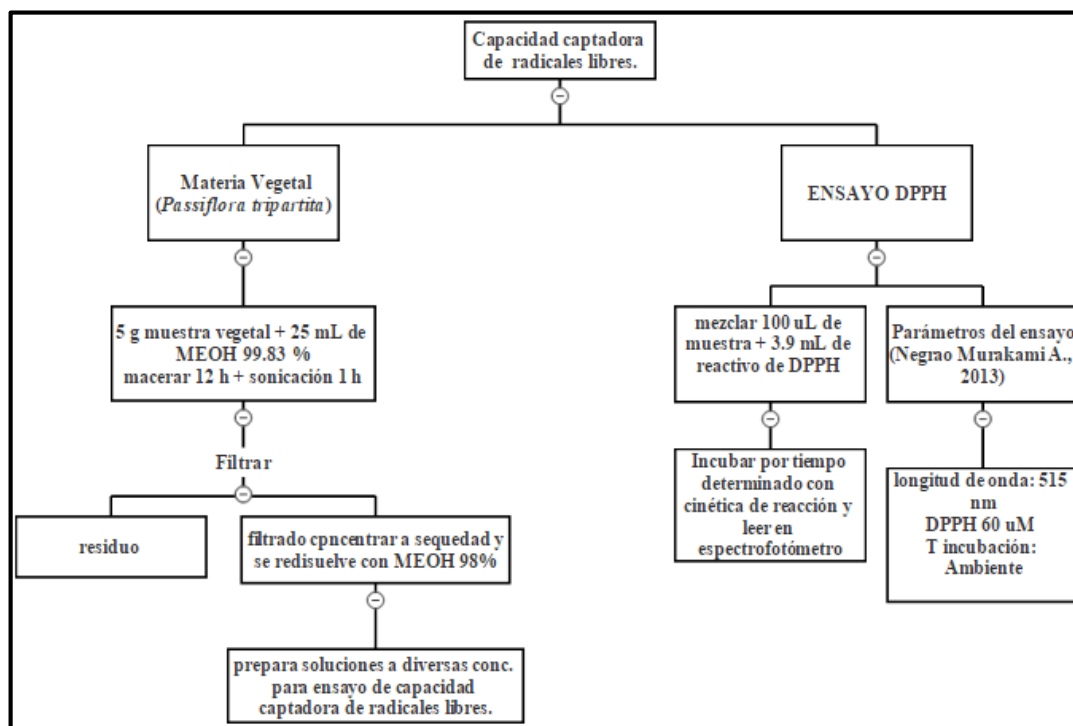 Capacidad captadora
de radicales libres.
Materia Vegetal
(Passiflora tripartita)
5 g muestra vegetal + 25 mL de
MEOH 99.83 %
macerar 12 h + sonicación 1 h
Filtrar
residuo
filtrado cpncentrar a sequedad y
se redisuelve con MEOH 98%
prepara soluciones a diversas conc.
para ensayo de capacidad
captadora de radicales libres.
ENSAYO DPPH
mezclar 100 uL de
muestra + 3.9 mL de
reactivo de DPPH
Incubar por tiempo
determinado con
cinética de reacción y
leer en
espectrofotómetro
Parámetros del ensayo
(Negrao Murakami A.,
2013)
longitud de onda: 515
nm
DPPH 60 uM
T incubación:
Ambiente